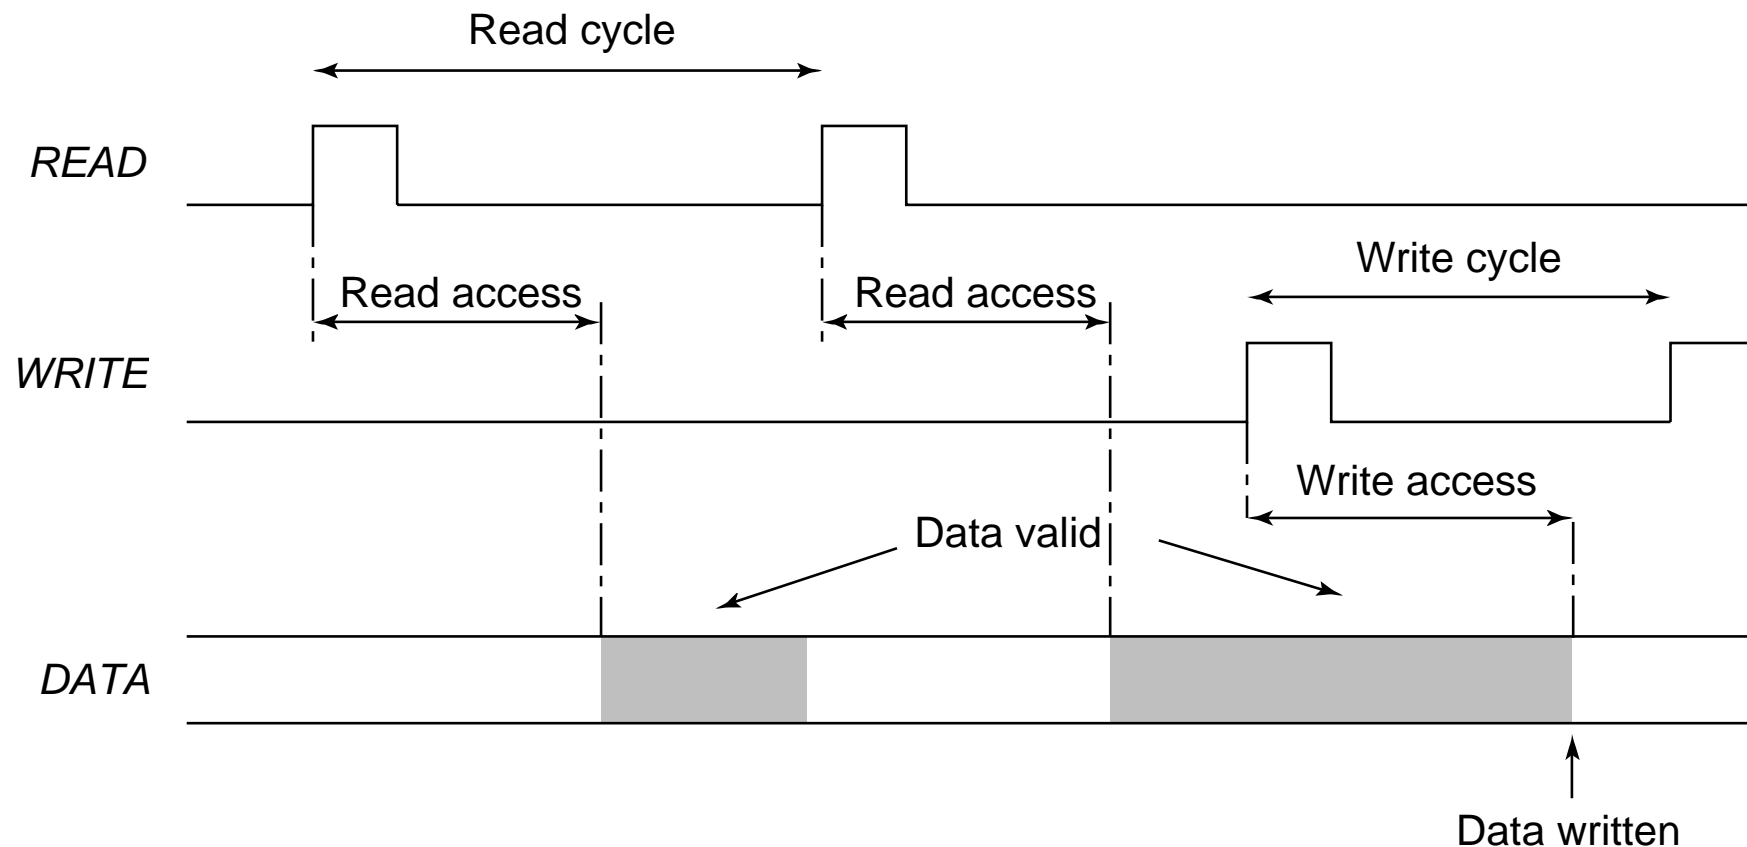 Read cycle
READ
Write cycle
Read access
Read access
WRITE
Write access
Data valid
DATA
Data written